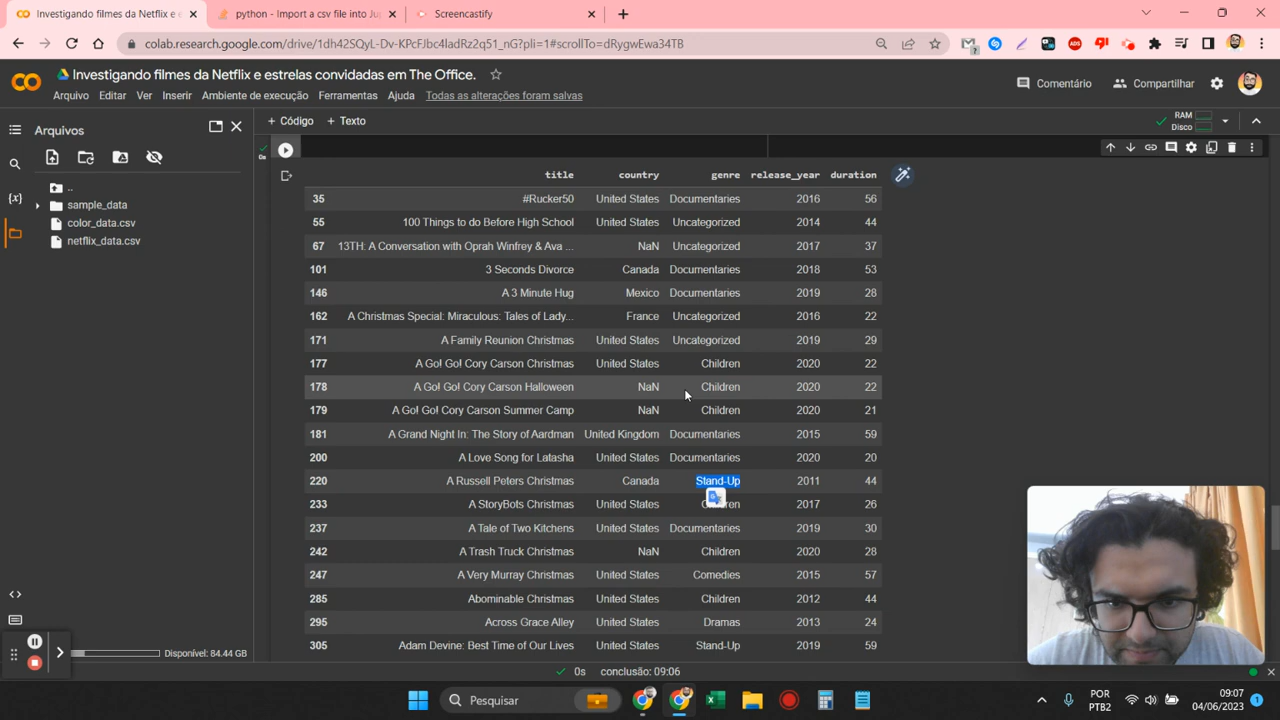 Investigando filmes da Netflix e es
python - Import a csv file into Jup
Screencastify
colab.research.google.com/drive/1dh42SQyL-Dv-KPcFJbc4ladRz2q51_nG?pli=1#scrollTo=dRygwEwa34TB
Investigando filmes da Netflix e estrelas convidadas em The Office.
Arquivo Editar Ver Inserir Ambiente de execução Ferramentas Ajuda Todas as alterações foram salvas
Comentário Compartilhar
+ Código + Texto
RAM
Disco
Arquivos
..
sample_data
color_data.csv
netflix_data.csv
0s
title country genre release_year duration
35 #Rucker50 United States Documentaries 2016 56
55 100 Things to do Before High School United States Uncategorized 2014 44
67 13TH: A Conversation with Oprah Winfrey & Ava ... NaN Uncategorized 2017 37
101 3 Seconds Divorce Canada Documentaries 2018 53
146 A 3 Minute Hug Mexico Documentaries 2019 28
162 A Christmas Special: Miraculous: Tales of Lady... France Uncategorized 2016 22
171 A Family Reunion Christmas United States Uncategorized 2019 29
177 A Go! Go! Cory Carson Christmas United States Children 2020 22
178 A Go! Go! Cory Carson Halloween NaN Children 2020 22
179 A Go! Go! Cory Carson Summer Camp NaN Children 2020 21
181 A Grand Night In: The Story of Aardman United Kingdom Documentaries 2015 59
200 A Love Song for Latasha United States Documentaries 2020 20
220 A Russell Peters Christmas Canada Stand-Up 2011 44
233 A StoryBots Christmas United States Children 2017 26
237 A Tale of Two Kitchens United States Documentaries 2019 30
242 A Trash Truck Christmas NaN Children 2020 28
247 A Very Murray Christmas United States Comedies 2015 57
285 Abominable Christmas United States Children 2012 44
295 Across Grace Alley United States Dramas 2013 24
305 Adam Devine: Best Time of Our Lives United States Stand-Up 2019 59
Disponível: 84.44 GB
0s conclusão: 09:06
Pesquisar
POR
PTB2
09:07
04/06/2023
1